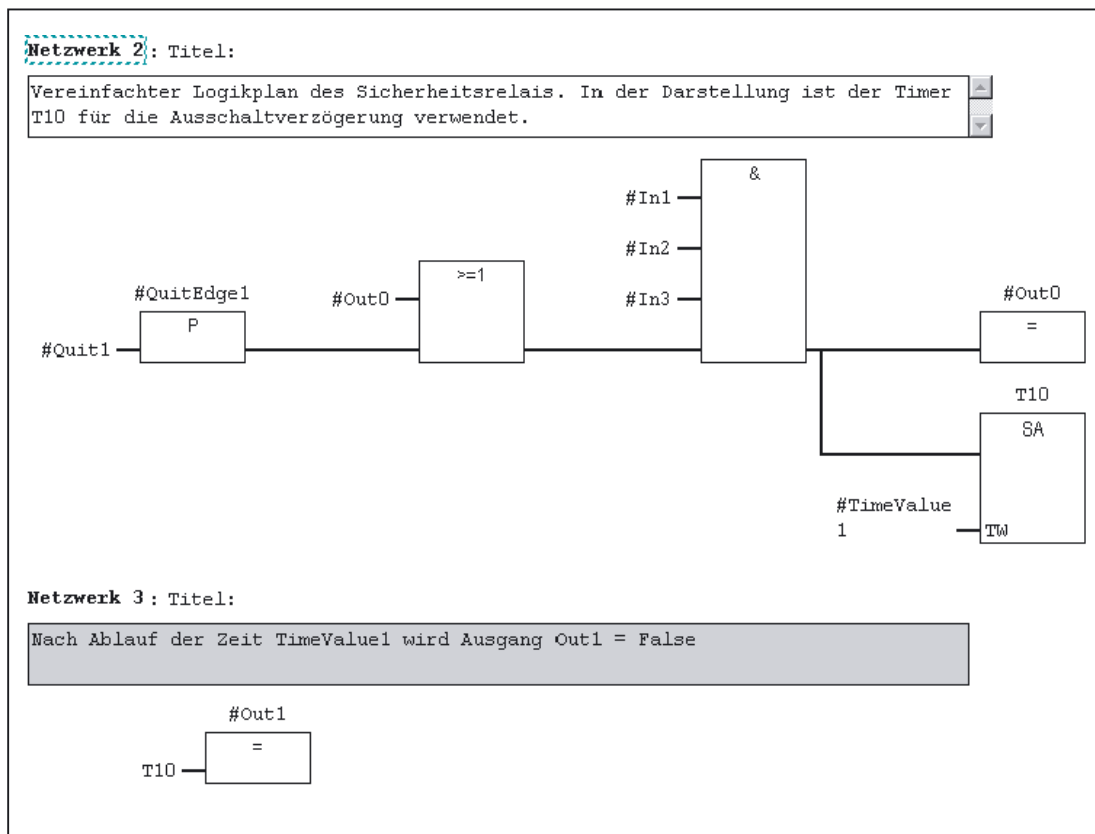 Netzwerk 2: Titel:
Vereinfachter Logikplan des Sicherheitsrelais. In der Darstellung ist der Timer
T10 für die Ausschaltverzögerung verwendet.
&
#In1
#In2
#In3
>=1
#Out0
#QuitEdge1
P
#Quit1
#Out0
=
T10
SA
#TimeValue
1
TW
Netzwerk 3: Titel:
Nach Ablauf der Zeit TimeValue1 wird Ausgang Out1 = False
#Out1
=
T10